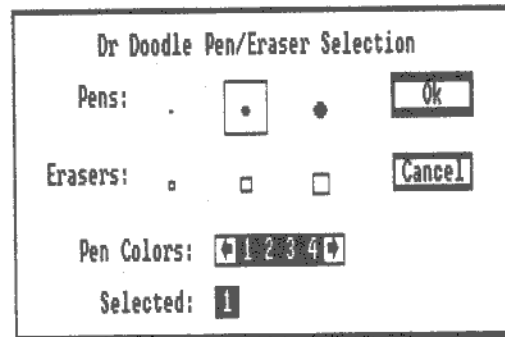 Dr Doodle Pen/Eraser Selection
Pens: Ok
Erasers: Cancel
Pen Colors: 1 2 3 4
Selected: 1